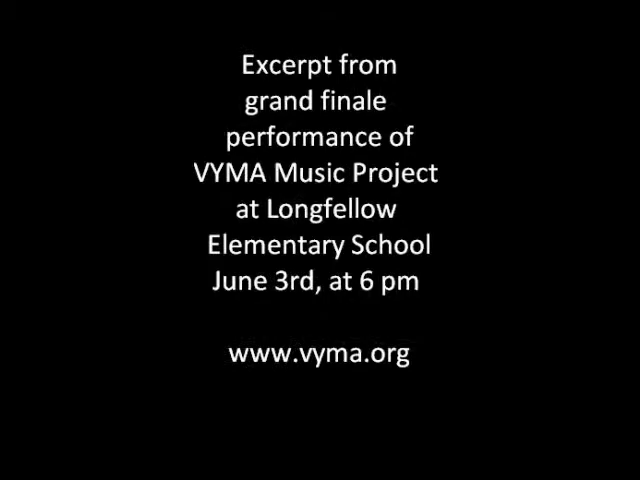 Excerpt from
grand finale
performance of
VYMA Music Project
at Longfellow
Elementary School
June 3rd, at 6 pm
www.vyma.org